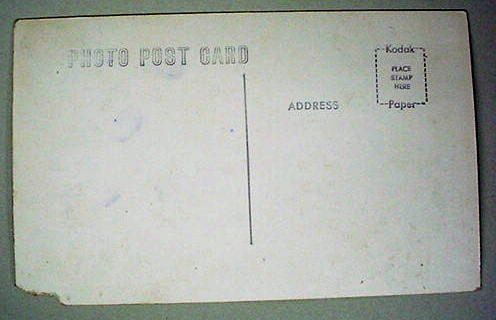 PHOTO POST CARD
ADDRESS
Kodak
PLACE
STAMP
HERE
Paper